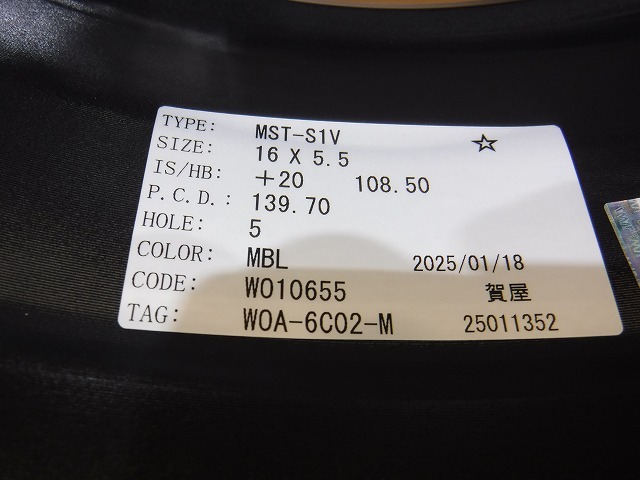 TYPE: MST-S1V ☆
SIZE: 16 X 5.5
IS/HB: +20 108.50
P.C.D.: 139.70
HOLE: 5
COLOR: MBL 2025/01/18
CODE: WO10655 賀屋
TAG: WOA-6C02-M 25011352